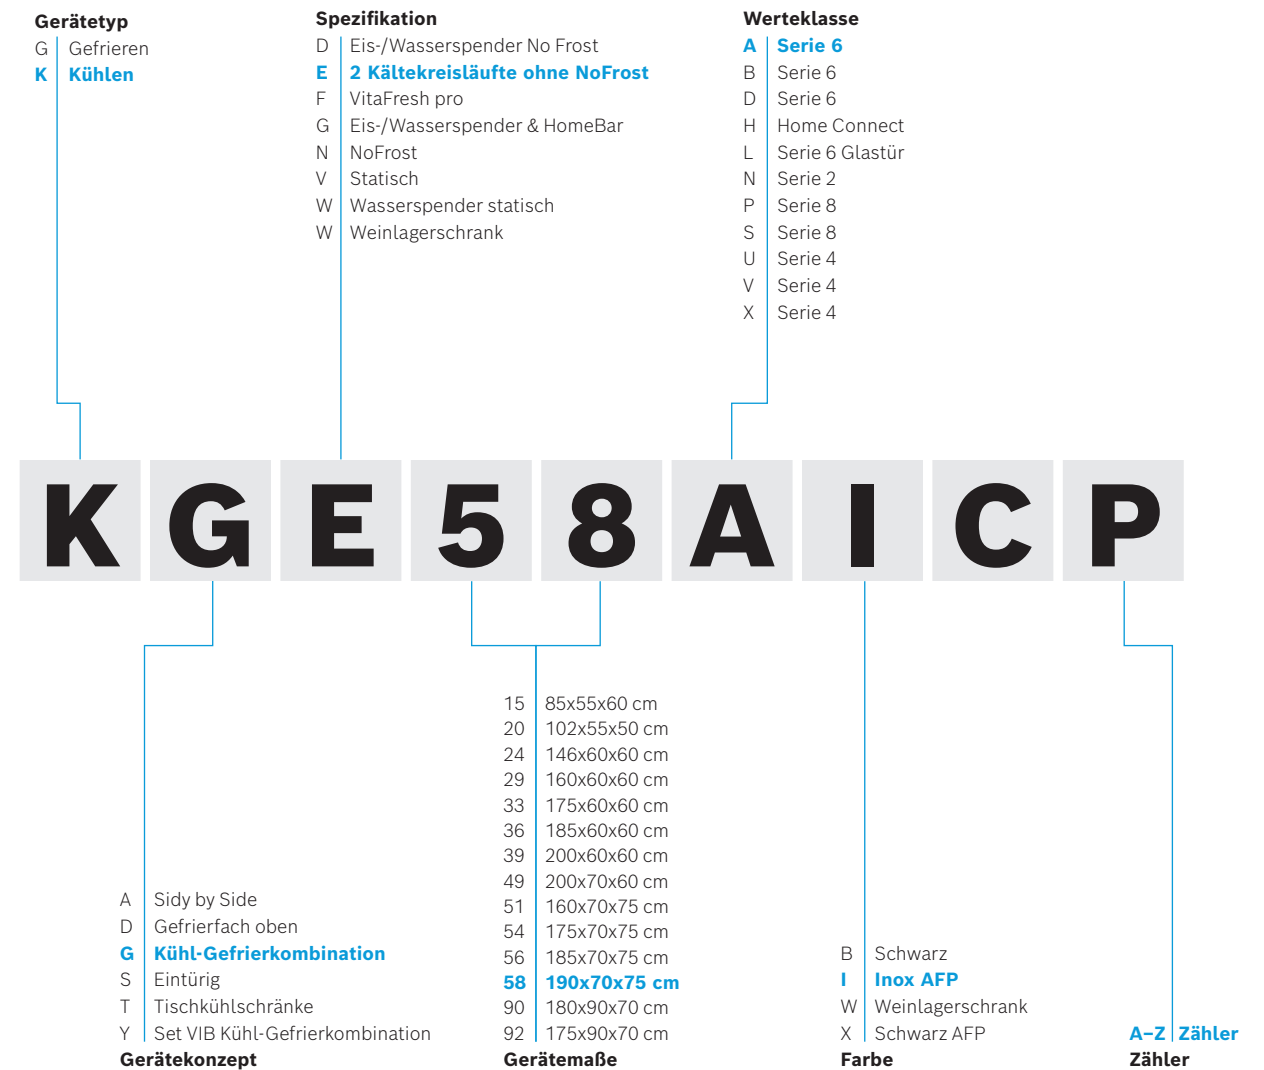 Gerätetyp
G Gefrieren
K Kühlen
Spezifikation
D Eis-/Wasserspender No Frost
E 2 Kältekreisläufte ohne NoFrost
F VitaFresh pro
G Eis-/Wasserspender & HomeBar
N NoFrost
V Statisch
W Wasserspender statisch
W Weinlagerschrank
Werteklasse
A Serie 6
B Serie 6
D Serie 6
H Home Connect
L Serie 6 Glastür
N Serie 2
P Serie 8
S Serie 8
U Serie 4
V Serie 4
X Serie 4
K G E 5 8 A I C P
A Sidy by Side
D Gefrierfach oben
G Kühl-Gefrierkombination
S Eintürig
T Tischkühlschränke
Y Set VIB Kühl-Gefrierkombination
Gerätekonzept
15 85x55x60 cm
20 102x55x50 cm
24 146x60x60 cm
29 160x60x60 cm
33 175x60x60 cm
36 185x60x60 cm
39 200x60x60 cm
49 200x70x60 cm
51 160x70x75 cm
54 175x70x75 cm
56 185x70x75 cm
58 190x70x75 cm
90 180x90x70 cm
92 175x90x70 cm
Gerätemaße
B Schwarz
I Inox AFP
W Weinlagerschrank
X Schwarz AFP
Farbe
A–Z Zähler
Zähler